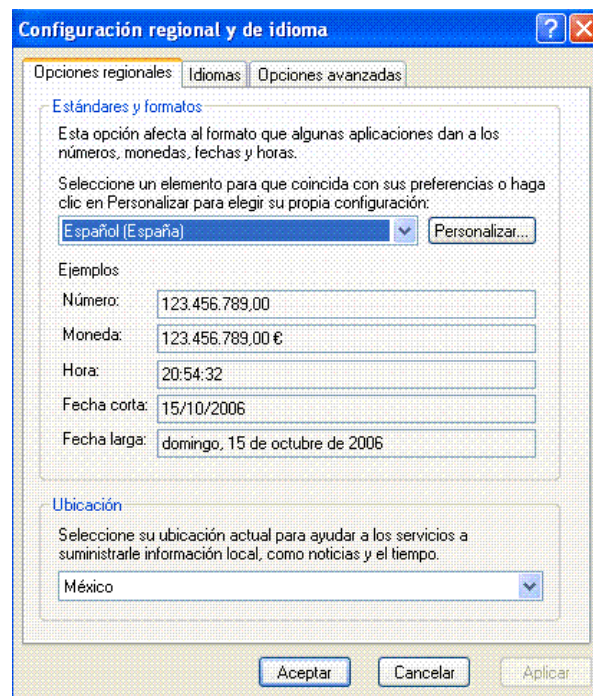 Configuración regional y de idioma
Opciones regionales
Idiomas
Opciones avanzadas
Estándares y formatos
Esta opción afecta al formato que algunas aplicaciones dan a los
números, monedas, fechas y horas.
Seleccione un elemento para que coincida con sus preferencias o haga
clic en Personalizar para elegir su propia configuración:
Español (España)
Personalizar...
Ejemplos
Número: 123.456.789,00
Moneda: 123.456.789,00 €
Hora: 20:54:32
Fecha corta: 15/10/2006
Fecha larga: domingo, 15 de octubre de 2006
Ubicación
Seleccione su ubicación actual para ayudar a los servicios a
suministrarle información local, como noticias y el tiempo.
México
Aceptar
Cancelar
Aplicar